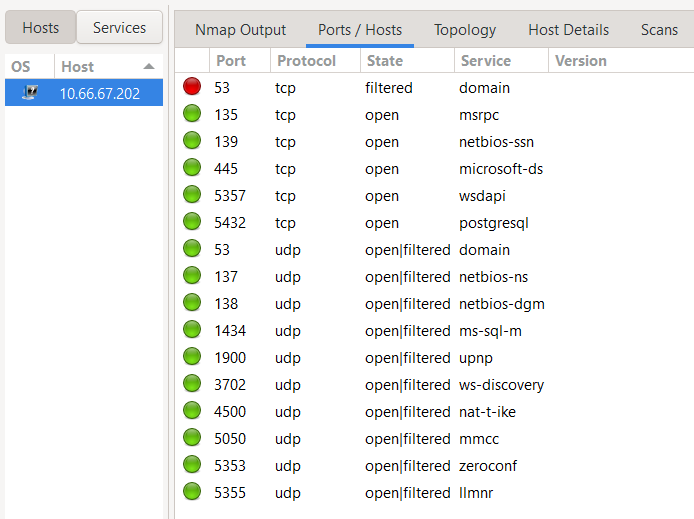 Hosts Services Nmap Output Ports / Hosts Topology Host Details Scans
OS Host Port Protocol State Service Version
10.66.67.202
53 tcp filtered domain
135 tcp open msrpc
139 tcp open netbios-ssn
445 tcp open microsoft-ds
5357 tcp open wsdapi
5432 tcp open postgresql
53 udp open|filtered domain
137 udp open|filtered netbios-ns
138 udp open|filtered netbios-dgm
1434 udp open|filtered ms-sql-m
1900 udp open|filtered upnp
3702 udp open|filtered ws-discovery
4500 udp open|filtered nat-t-ike
5050 udp open|filtered mmcc
5353 udp open|filtered zeroconf
5355 udp open|filtered llmnr